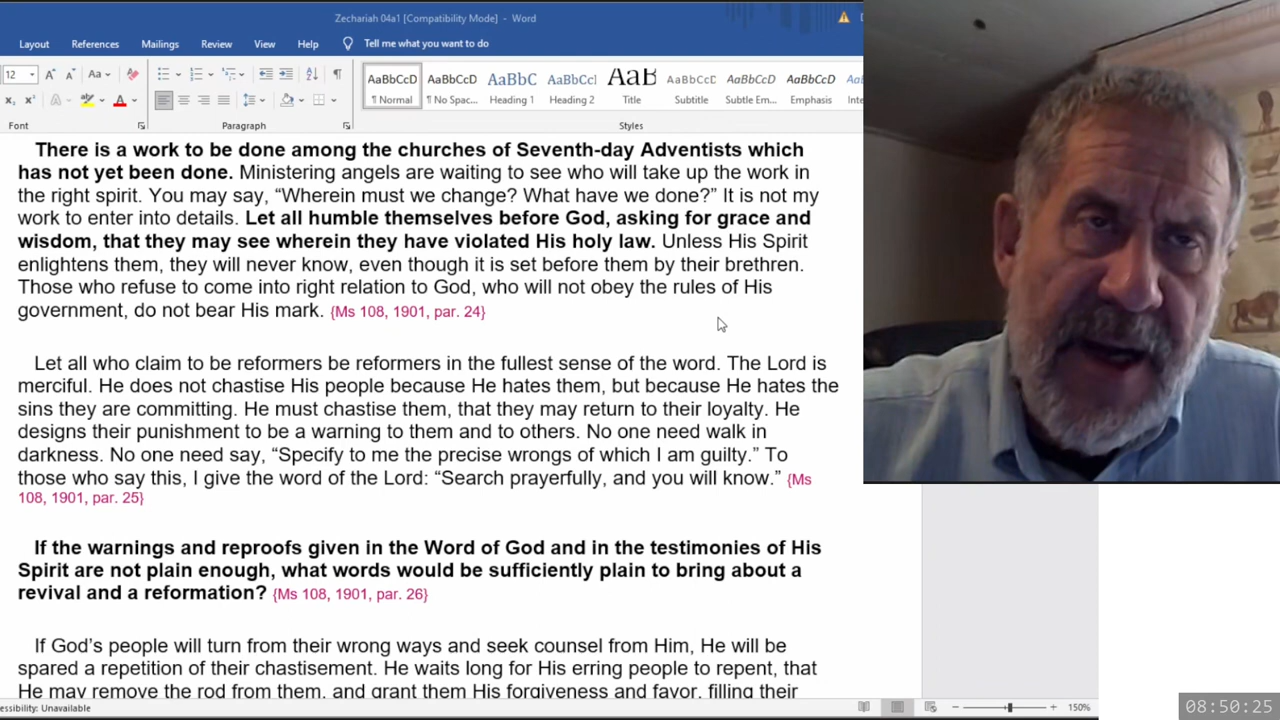 Zechariah 04a1 [Compatibility Mode] - Word
Layout References Mailings Review View Help Tell me what you want to do
12 Aa
AaBbCcD AaBbCcD AaBbC AaBbCcI AaB AaBbCcD AaBbCcD AaBbCcD
¶ Normal ¶ No Spac... Heading 1 Heading 2 Title Subtitle Subtle Em... Emphasis
Font Paragraph Styles
There is a work to be done among the churches of Seventh-day Adventists which
has not yet been done. Ministering angels are waiting to see who will take up the work in
the right spirit. You may say, “Wherein must we change? What have we done?” It is not my
work to enter into details. Let all humble themselves before God, asking for grace and
wisdom, that they may see wherein they have violated His holy law. Unless His Spirit
enlightens them, they will never know, even though it is set before them by their brethren.
Those who refuse to come into right relation to God, who will not obey the rules of His
government, do not bear His mark. {Ms 108, 1901, par. 24}
Let all who claim to be reformers be reformers in the fullest sense of the word. The Lord is
merciful. He does not chastise His people because He hates them, but because He hates the
sins they are committing. He must chastise them, that they may return to their loyalty. He
designs their punishment to be a warning to them and to others. No one need walk in
darkness. No one need say, “Specify to me the precise wrongs of which I am guilty.” To
those who say this, I give the word of the Lord: “Search prayerfully, and you will know.” {Ms
108, 1901, par. 25}
If the warnings and reproofs given in the Word of God and in the testimonies of His
Spirit are not plain enough, what words would be sufficiently plain to bring about a
revival and a reformation? {Ms 108, 1901, par. 26}
If God’s people will turn from their wrong ways and seek counsel from Him, He will be
spared a repetition of their chastisement. He waits long for His erring people to repent, that
He may remove the rod from them, and grant them His forgiveness and favor, filling their
essibility: Unavailable 150%
08:50:25